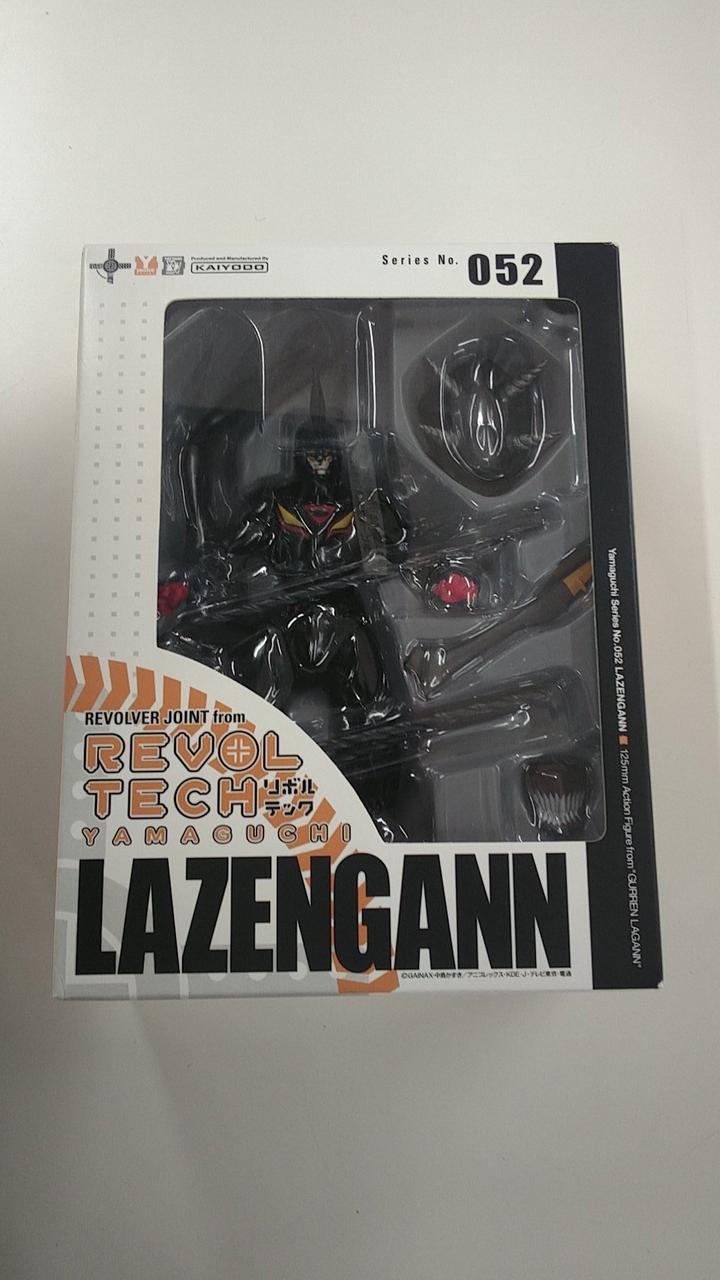 Produced and Manufactured By
KAIYODO
Series No. 052
REVOLVER JOINT from
REVOL
TECH リボルテック
YAMAGUCHI
LAZENGANN
©GAINAX・中島かずき／アニプレックス・KDE-J・テレビ東京・電通
Yamaguchi Series No.052 LAZENGANN 125mm Action Figure from "GURREN LAGANN"